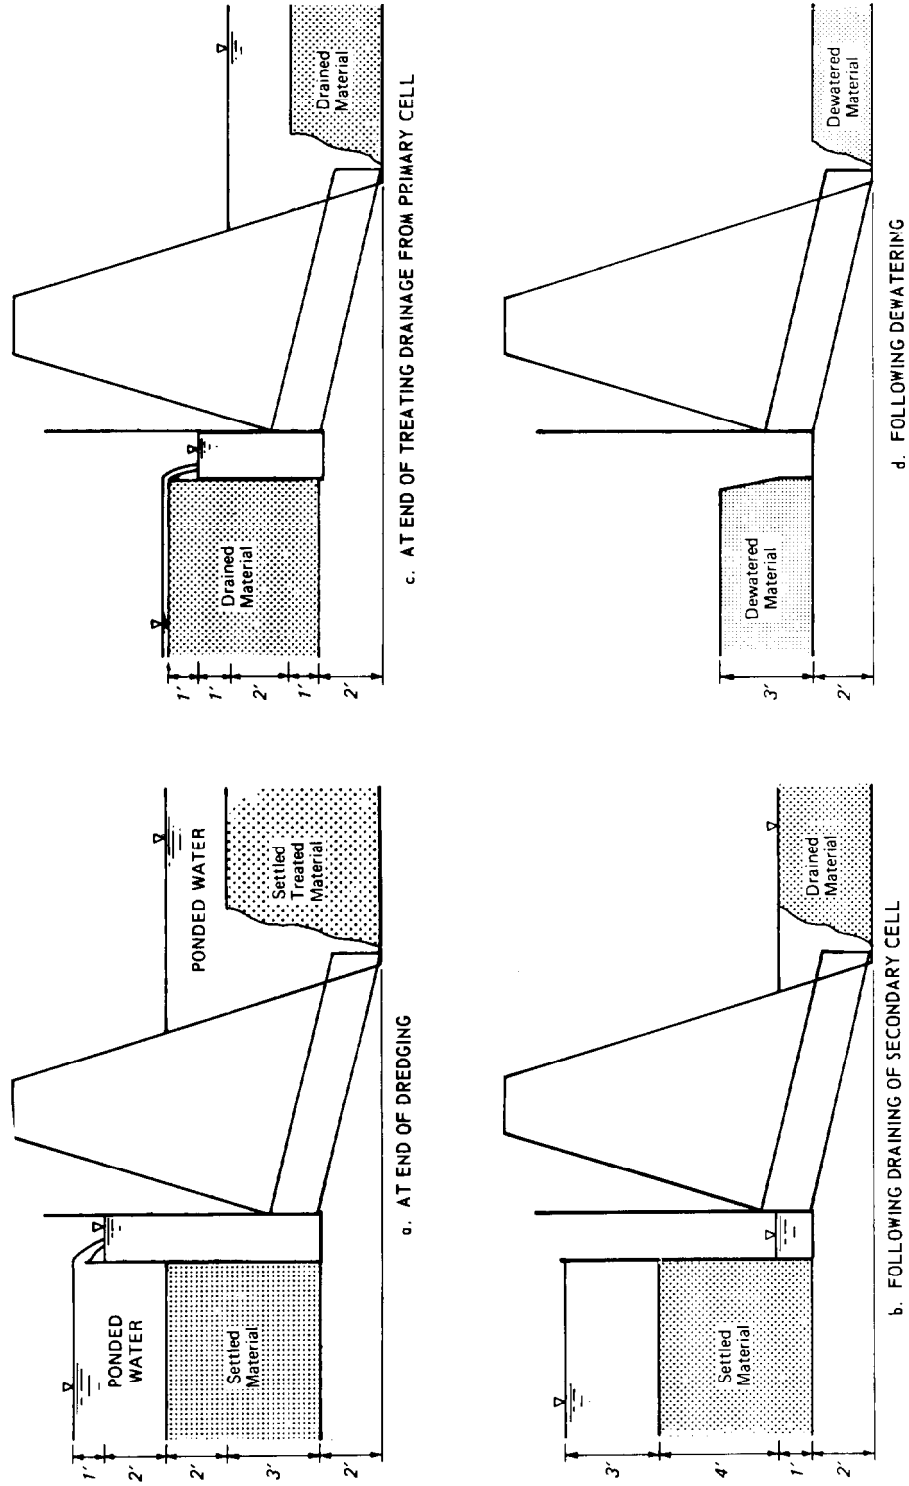 1'
2'
2'
3'
2'
PONDED
WATER
Settled
Material
PONDED WATER
Settled
Treated
Material
a. AT END OF DREDGING
3'
4'
1'
2'
Settled
Material
Drained
Material
b. FOLLOWING DRAINING OF SECONDARY CELL
1'
1'
2'
1'
2'
Drained
Material
Drained
Material
c. AT END OF TREATING DRAINAGE FROM PRIMARY CELL
3'
2'
Dewatered
Material
Dewatered
Material
d. FOLLOWING DEWATERING